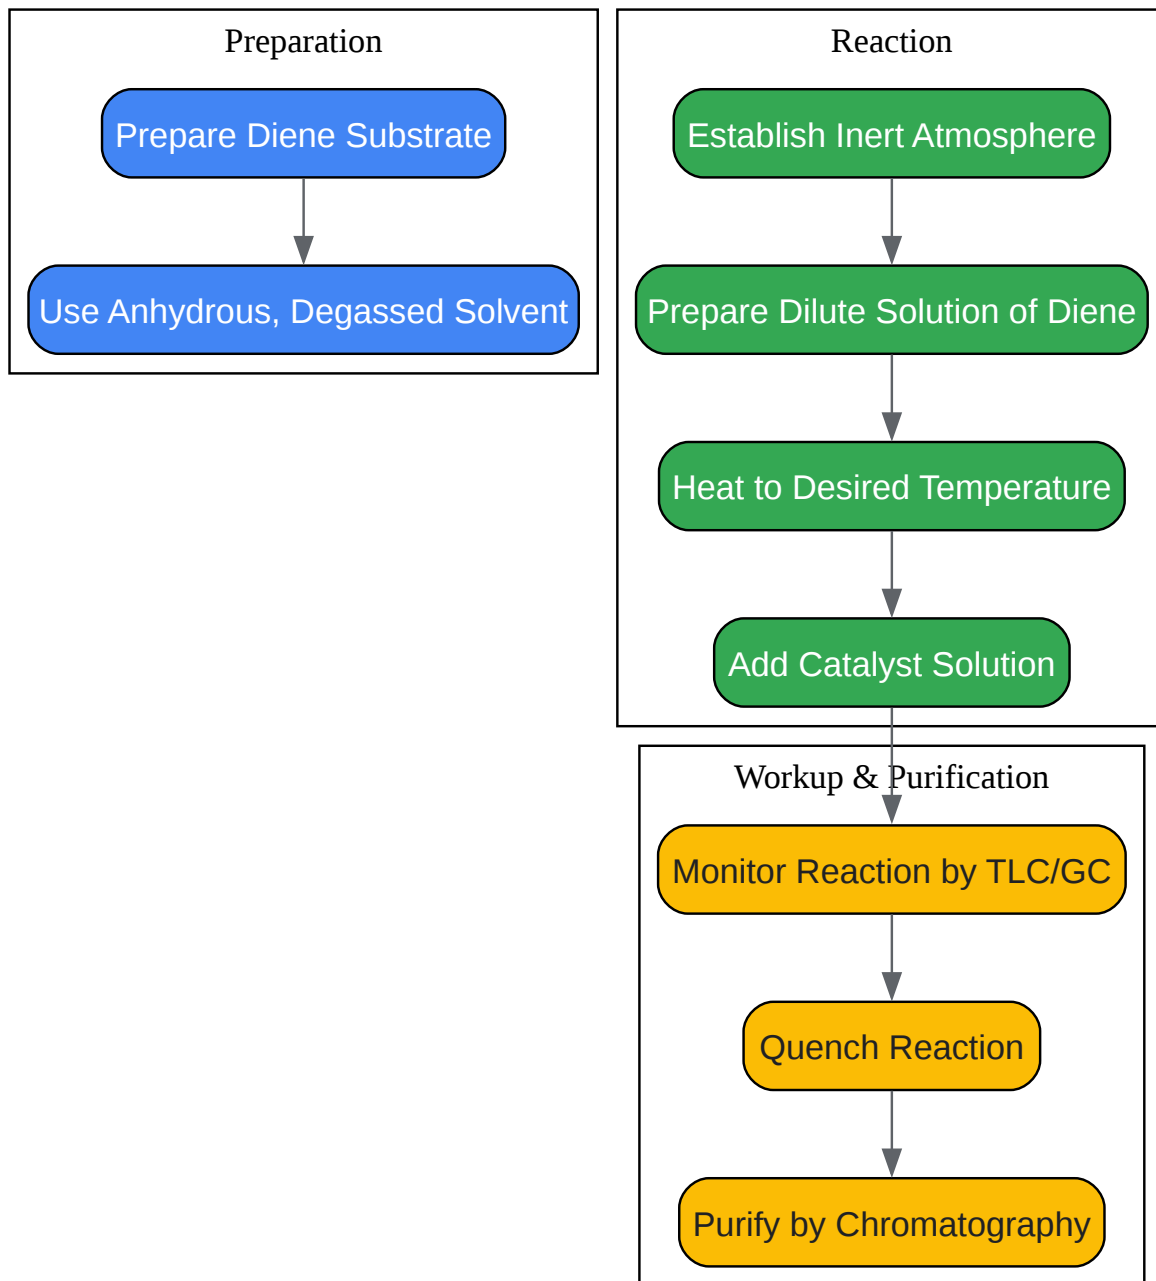 Preparation
Prepare Diene Substrate
Use Anhydrous, Degassed Solvent
Reaction
Establish Inert Atmosphere
Prepare Dilute Solution of Diene
Heat to Desired Temperature
Add Catalyst Solution
Workup & Purification
Monitor Reaction by TLC/GC
Quench Reaction
Purify by Chromatography